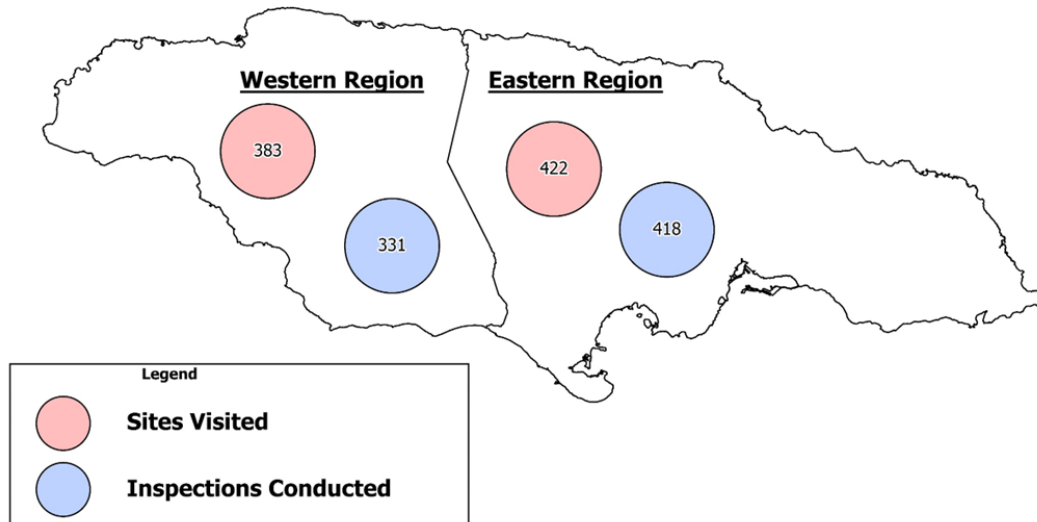 Western Region
Eastern Region
383
422
331
418
Legend
Sites Visited
Inspections Conducted